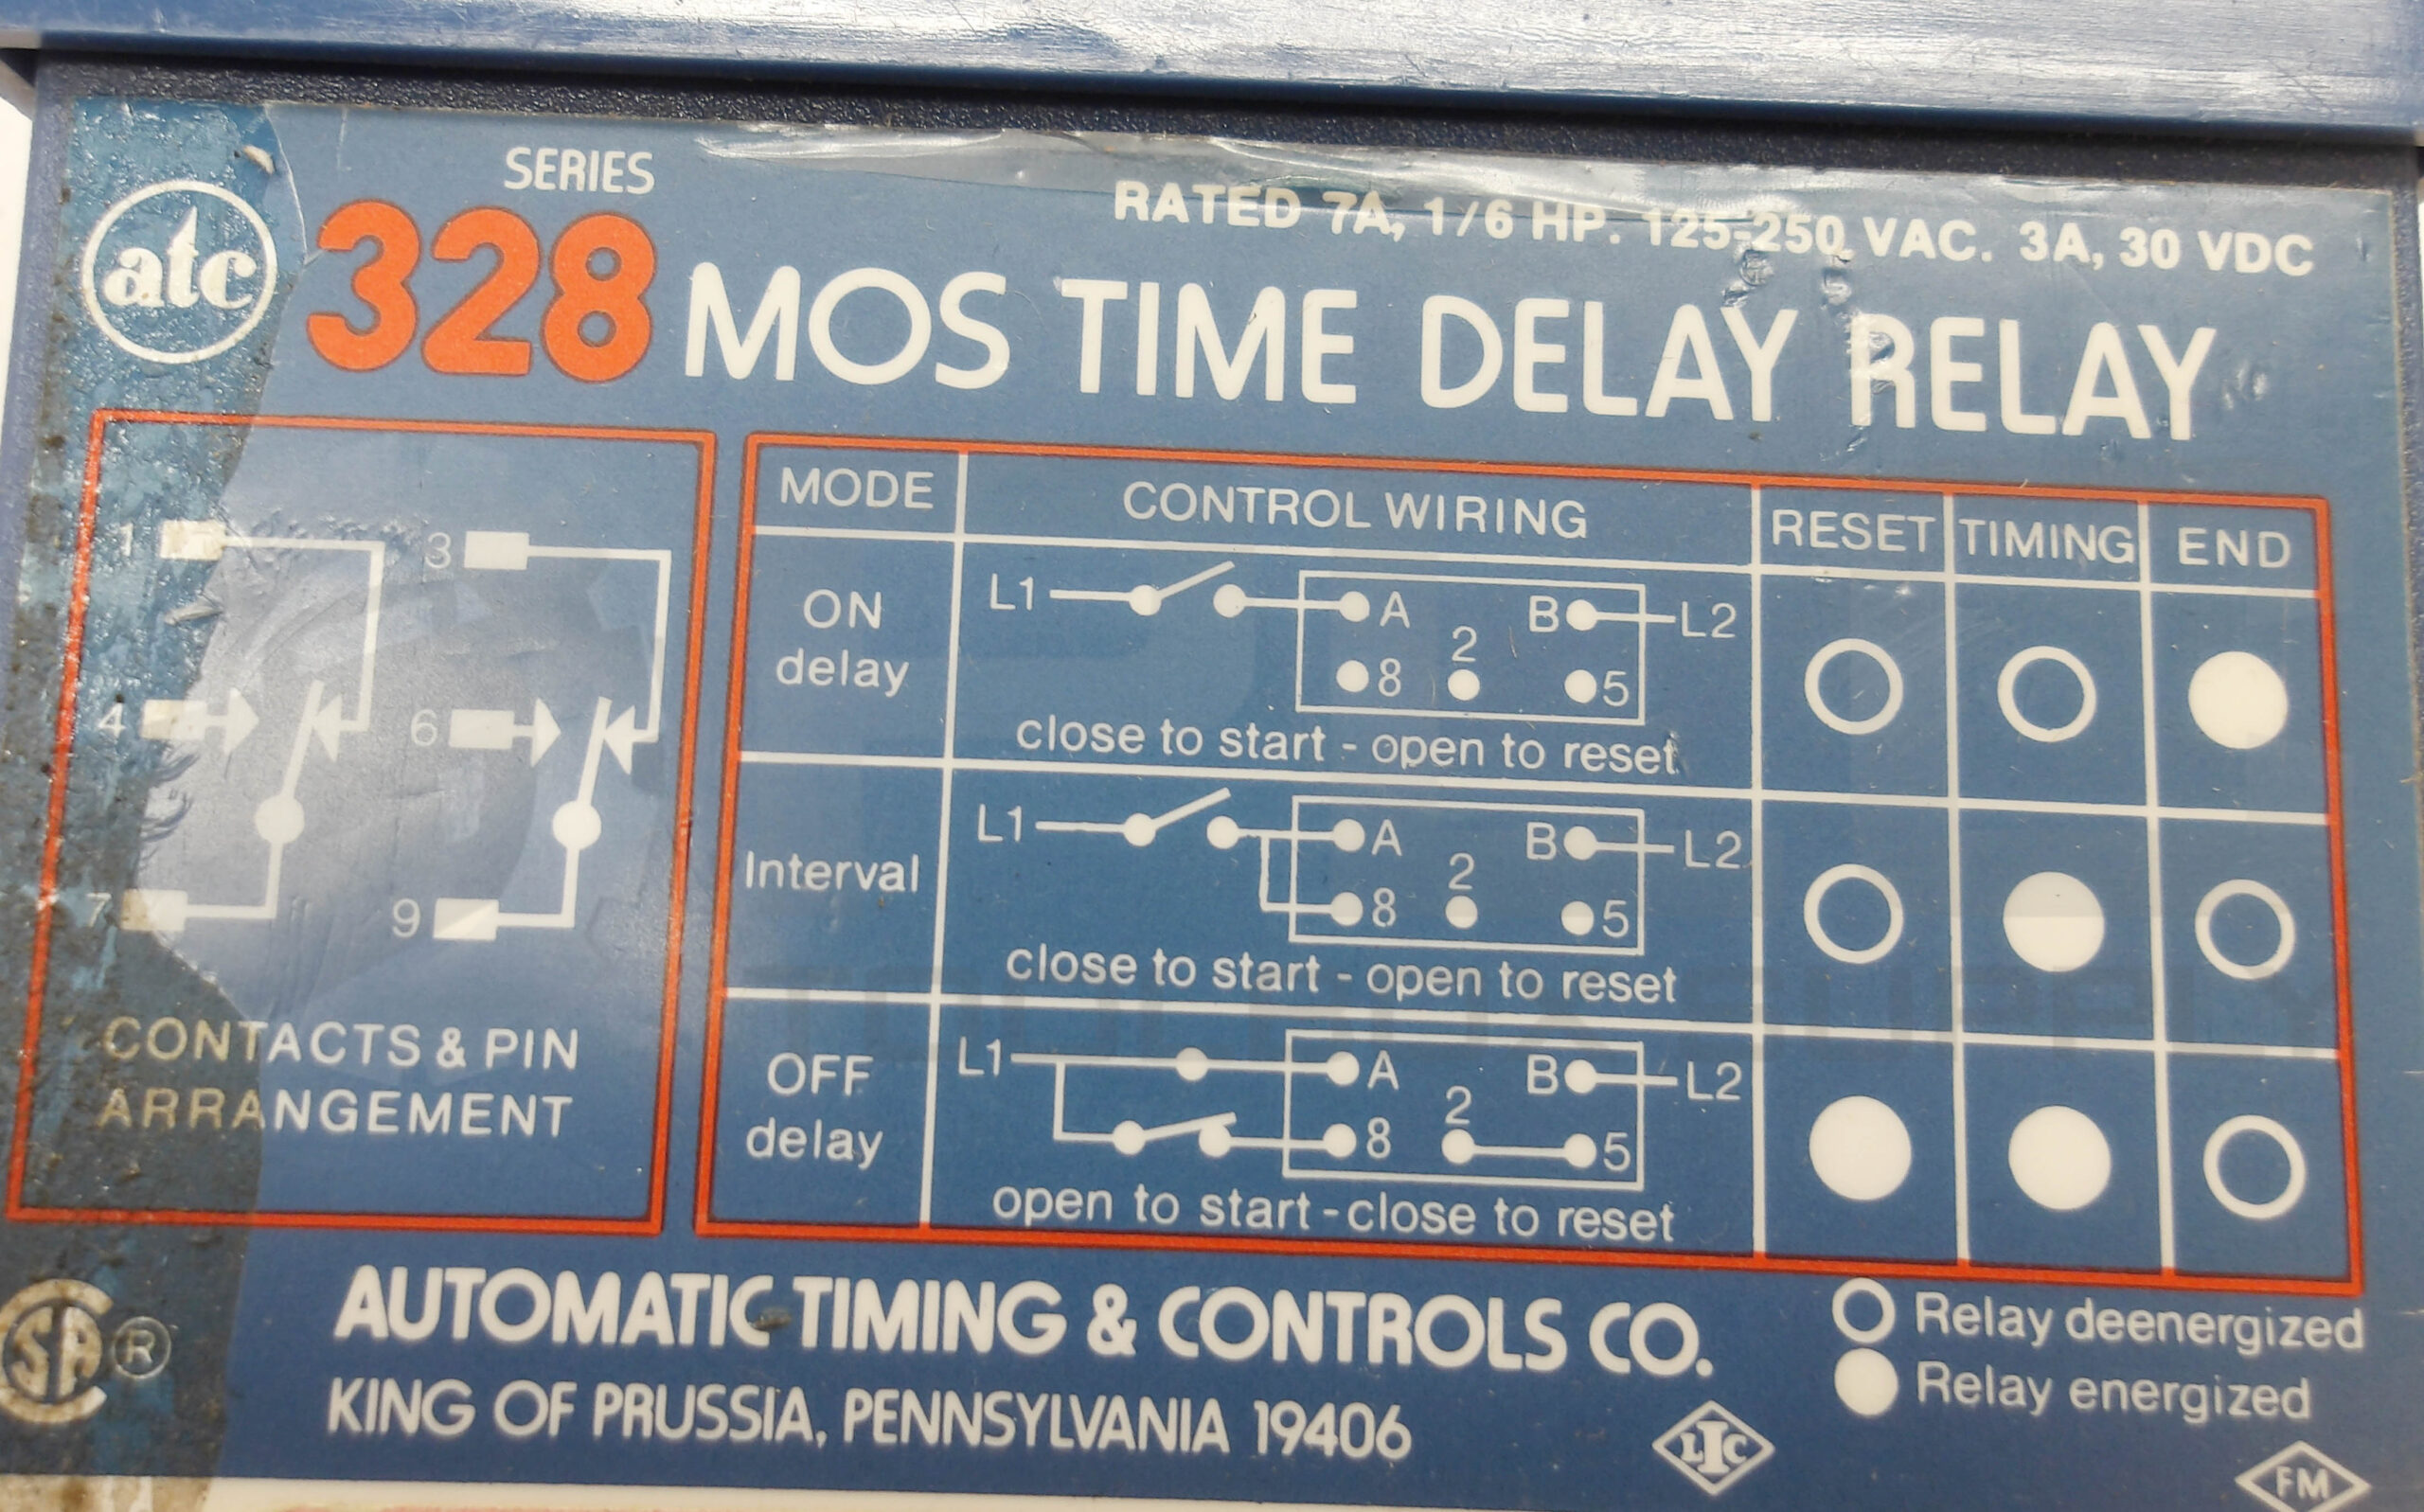 SERIES
RATED 7A, 1/6 HP. 125-250 VAC. 3A, 30 VDC
atc 328 MOS TIME DELAY RELAY
1 3
4 6
7 9
CONTACTS & PIN
ARRANGEMENT
MODE CONTROL WIRING RESET TIMING END
ON
delay
L1 A B L2
2
8 5
close to start - open to reset
Interval
L1 A B L2
2
8 5
close to start - open to reset
OFF
delay
L1 A B L2
2
8 5
open to start - close to reset
Relay deenergized
Relay energized
SA ®
AUTOMATIC TIMING & CONTROLS CO.
KING OF PRUSSIA, PENNSYLVANIA 19406
LIC
FM